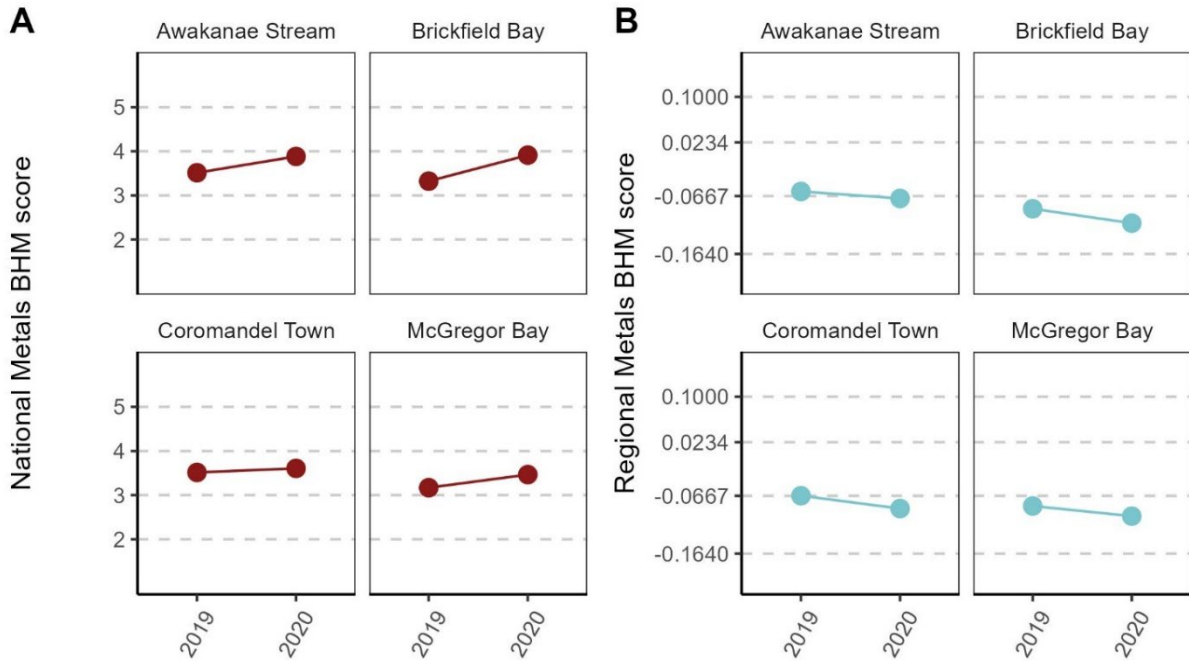 A
National Metals BHM score
Awakanae Stream
Brickfield Bay
5
4
3
2
Coromandel Town
McGregor Bay
5
4
3
2
2019
2020
2019
2020
B
Regional Metals BHM score
Awakanae Stream
Brickfield Bay
0.1000
0.0234
-0.0667
-0.1640
Coromandel Town
McGregor Bay
0.1000
0.0234
-0.0667
-0.1640
2019
2020
2019
2020